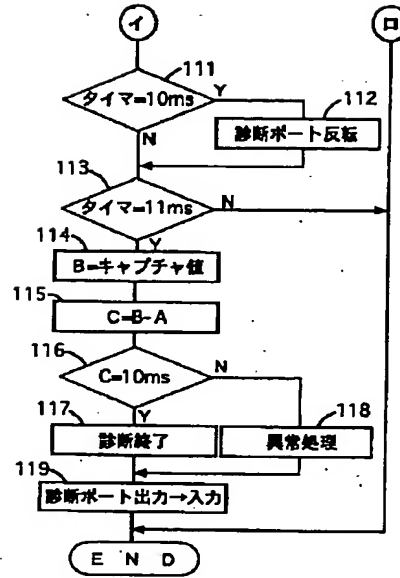 イ ロ
111
タイマ=10ms Y 112
N 診断ポート反転
113
タイマ=11ms N
114 Y
B=キャプチャ値
115
C=B-A
116
C=10ms N
117 Y 118
診断終了 異常処理
119
診断ポート出力→入力
E N D